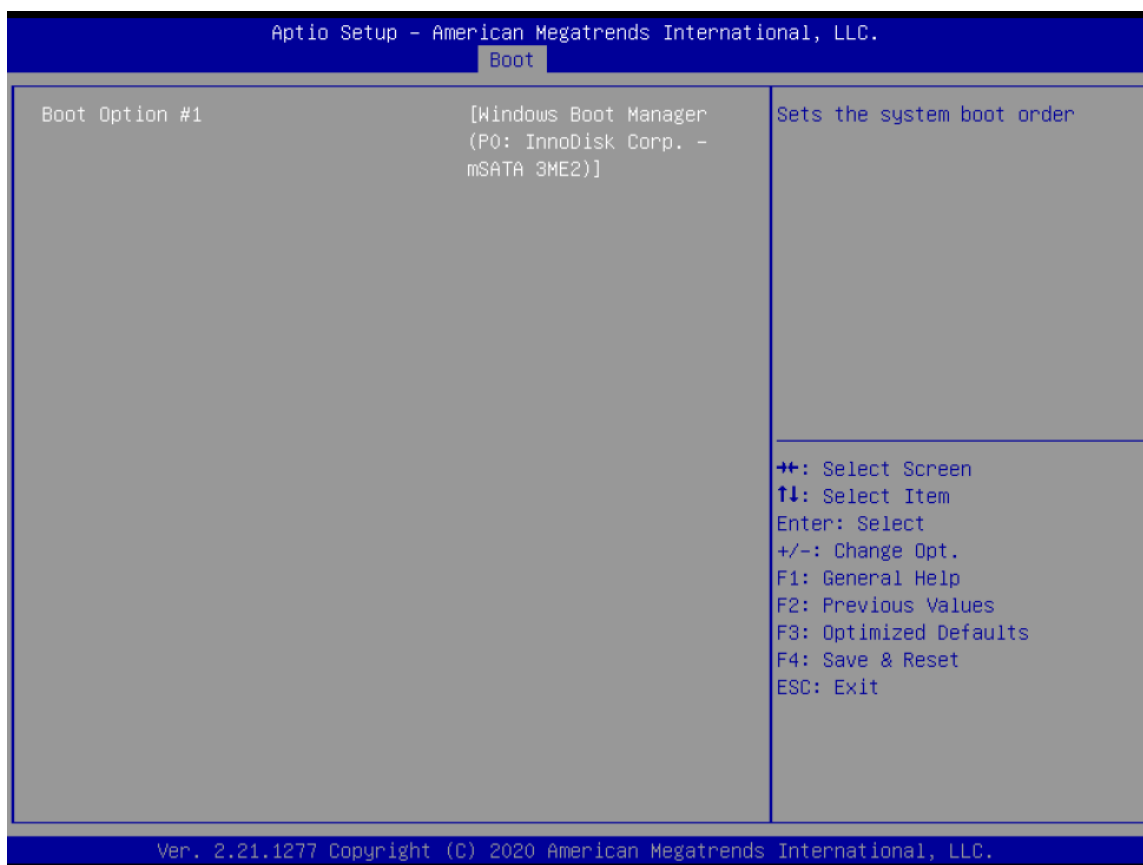 Aptio Setup – American Megatrends International, LLC.
Boot
Boot Option #1 [Windows Boot Manager
(P0: InnoDisk Corp. –
mSATA 3ME2)]
Sets the system boot order
→←: Select Screen
↑↓: Select Item
Enter: Select
+/-: Change Opt.
F1: General Help
F2: Previous Values
F3: Optimized Defaults
F4: Save & Reset
ESC: Exit
Ver. 2.21.1277 Copyright (C) 2020 American Megatrends International, LLC.